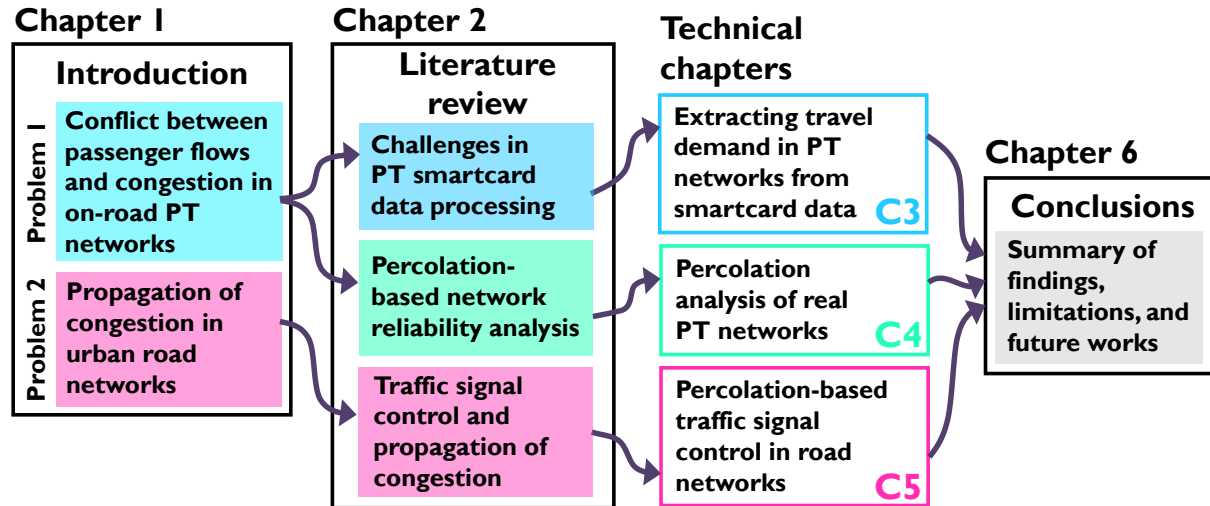 Chapter 1
Introduction
Problem 1
Conflict between
passenger flows
and congestion in
on-road PT
networks
Problem 2
Propagation of
congestion in
urban road
networks
Chapter 2
Literature
review
Challenges in
PT smartcard
data processing
Percolation-
based network
reliability analysis
Traffic signal
control and
propagation of
congestion
Technical
chapters
Extracting travel
demand in PT
networks from
smartcard data
C3
Percolation
analysis of real
PT networks
C4
Percolation-based
traffic signal
control in road
networks
C5
Chapter 6
Conclusions
Summary of
findings,
limitations, and
future works